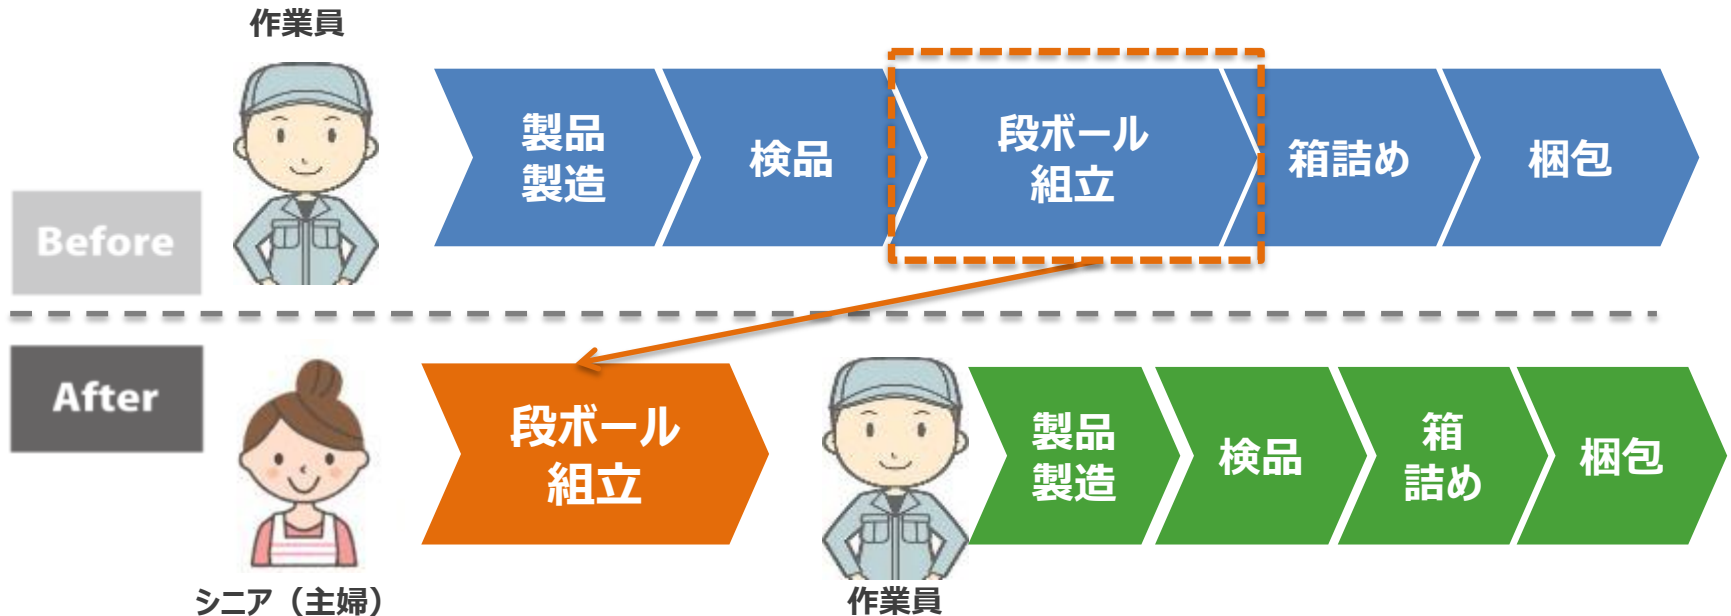 作業員
Before
製品
製造
検品
段ボール
組立
箱詰め
梱包
After
シニア（主婦）
段ボール
組立
作業員
製品
製造
検品
箱
詰め
梱包